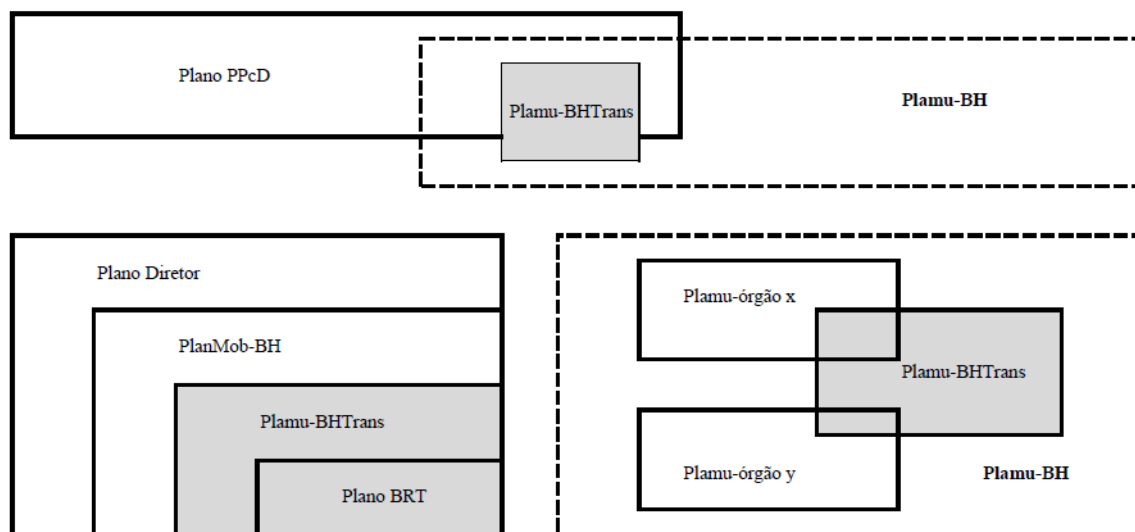 Plano PPcD
Plamu-BHTrans
Plamu-BH
Plano Diretor
PlanMob-BH
Plamu-BHTrans
Plano BRT
Plamu-órgão x
Plamu-BHTrans
Plamu-órgão y
Plamu-BH